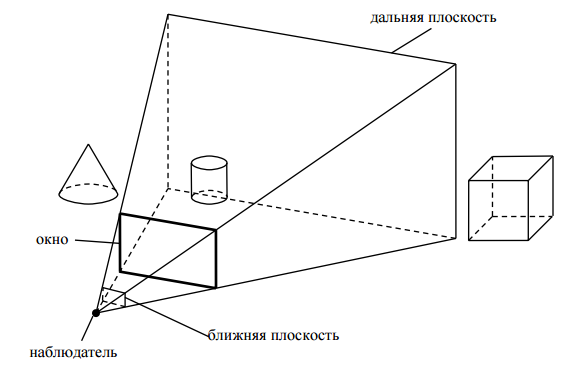 дальняя плоскость
окно
ближняя плоскость
наблюдатель